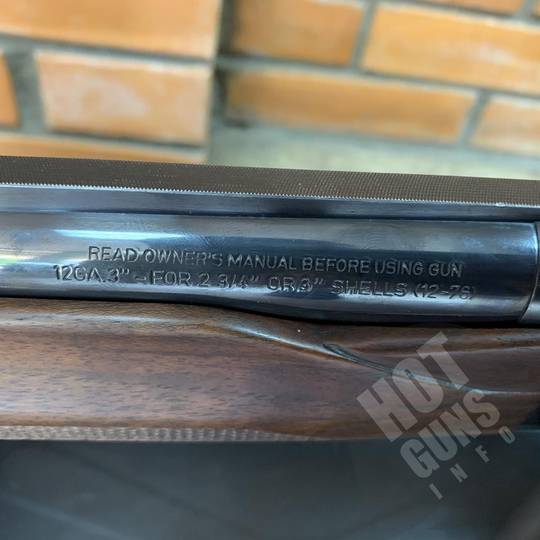 READ OWNER'S MANUAL BEFORE USING GUN
12GA.3" - FOR 2 3/4" OR 3" SHELLS (12-76)
HOT
GUNS
INFO